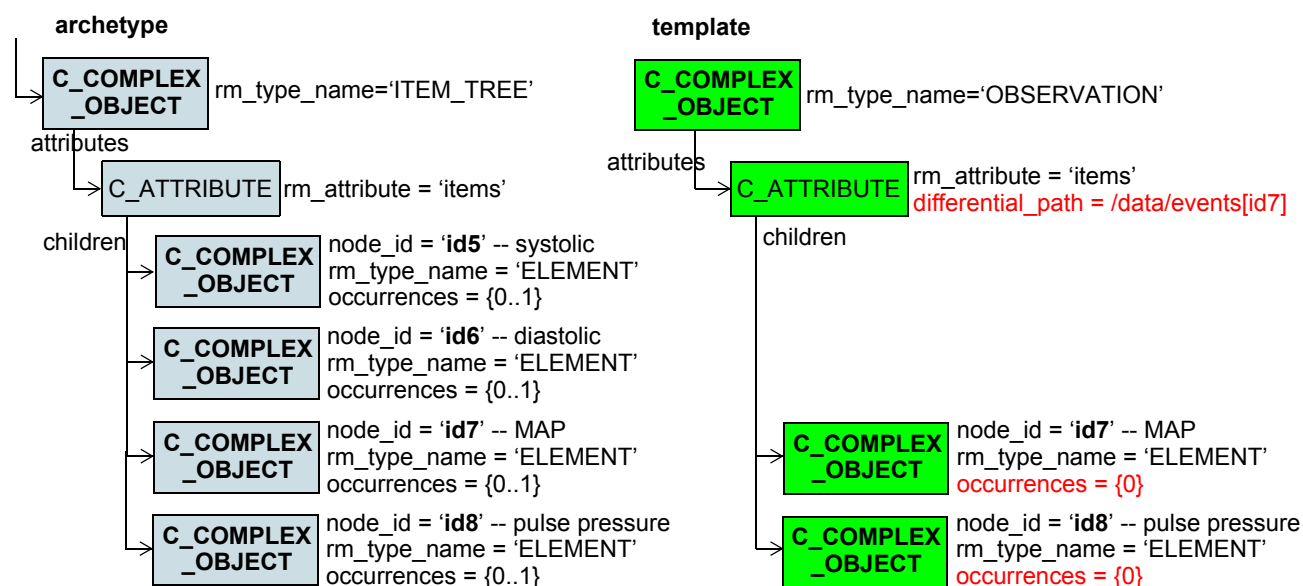 archetype
C_COMPLEX
_OBJECT
rm_type_name=‘ITEM_TREE’
attributes
C_ATTRIBUTE
rm_attribute = ‘items’
children
C_COMPLEX
_OBJECT
node_id = ‘id5’ -- systolic
rm_type_name = ‘ELEMENT’
occurrences = {0..1}
C_COMPLEX
_OBJECT
node_id = ‘id6’ -- diastolic
rm_type_name = ‘ELEMENT’
occurrences = {0..1}
C_COMPLEX
_OBJECT
node_id = ‘id7’ -- MAP
rm_type_name = ‘ELEMENT’
occurrences = {0..1}
C_COMPLEX
_OBJECT
node_id = ‘id8’ -- pulse pressure
rm_type_name = ‘ELEMENT’
occurrences = {0..1}
template
C_COMPLEX
_OBJECT
rm_type_name=‘OBSERVATION’
attributes
C_ATTRIBUTE
rm_attribute = ‘items’
differential_path = /data/events[id7]
children
C_COMPLEX
_OBJECT
node_id = ‘id7’ -- MAP
rm_type_name = ‘ELEMENT’
occurrences = {0}
C_COMPLEX
_OBJECT
node_id = ‘id8’ -- pulse pressure
rm_type_name = ‘ELEMENT’
occurrences = {0}